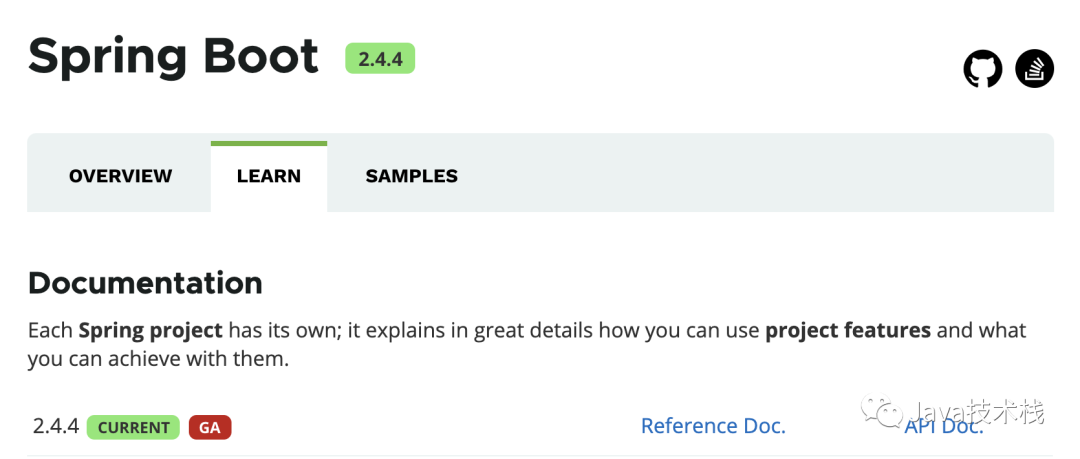 Spring Boot 2.4.4
OVERVIEW LEARN SAMPLES
Documentation
Each Spring project has its own; it explains in great details how you can use project features and what
you can achieve with them.
2.4.4 CURRENT GA Reference Doc. API Doc.
Java技术栈